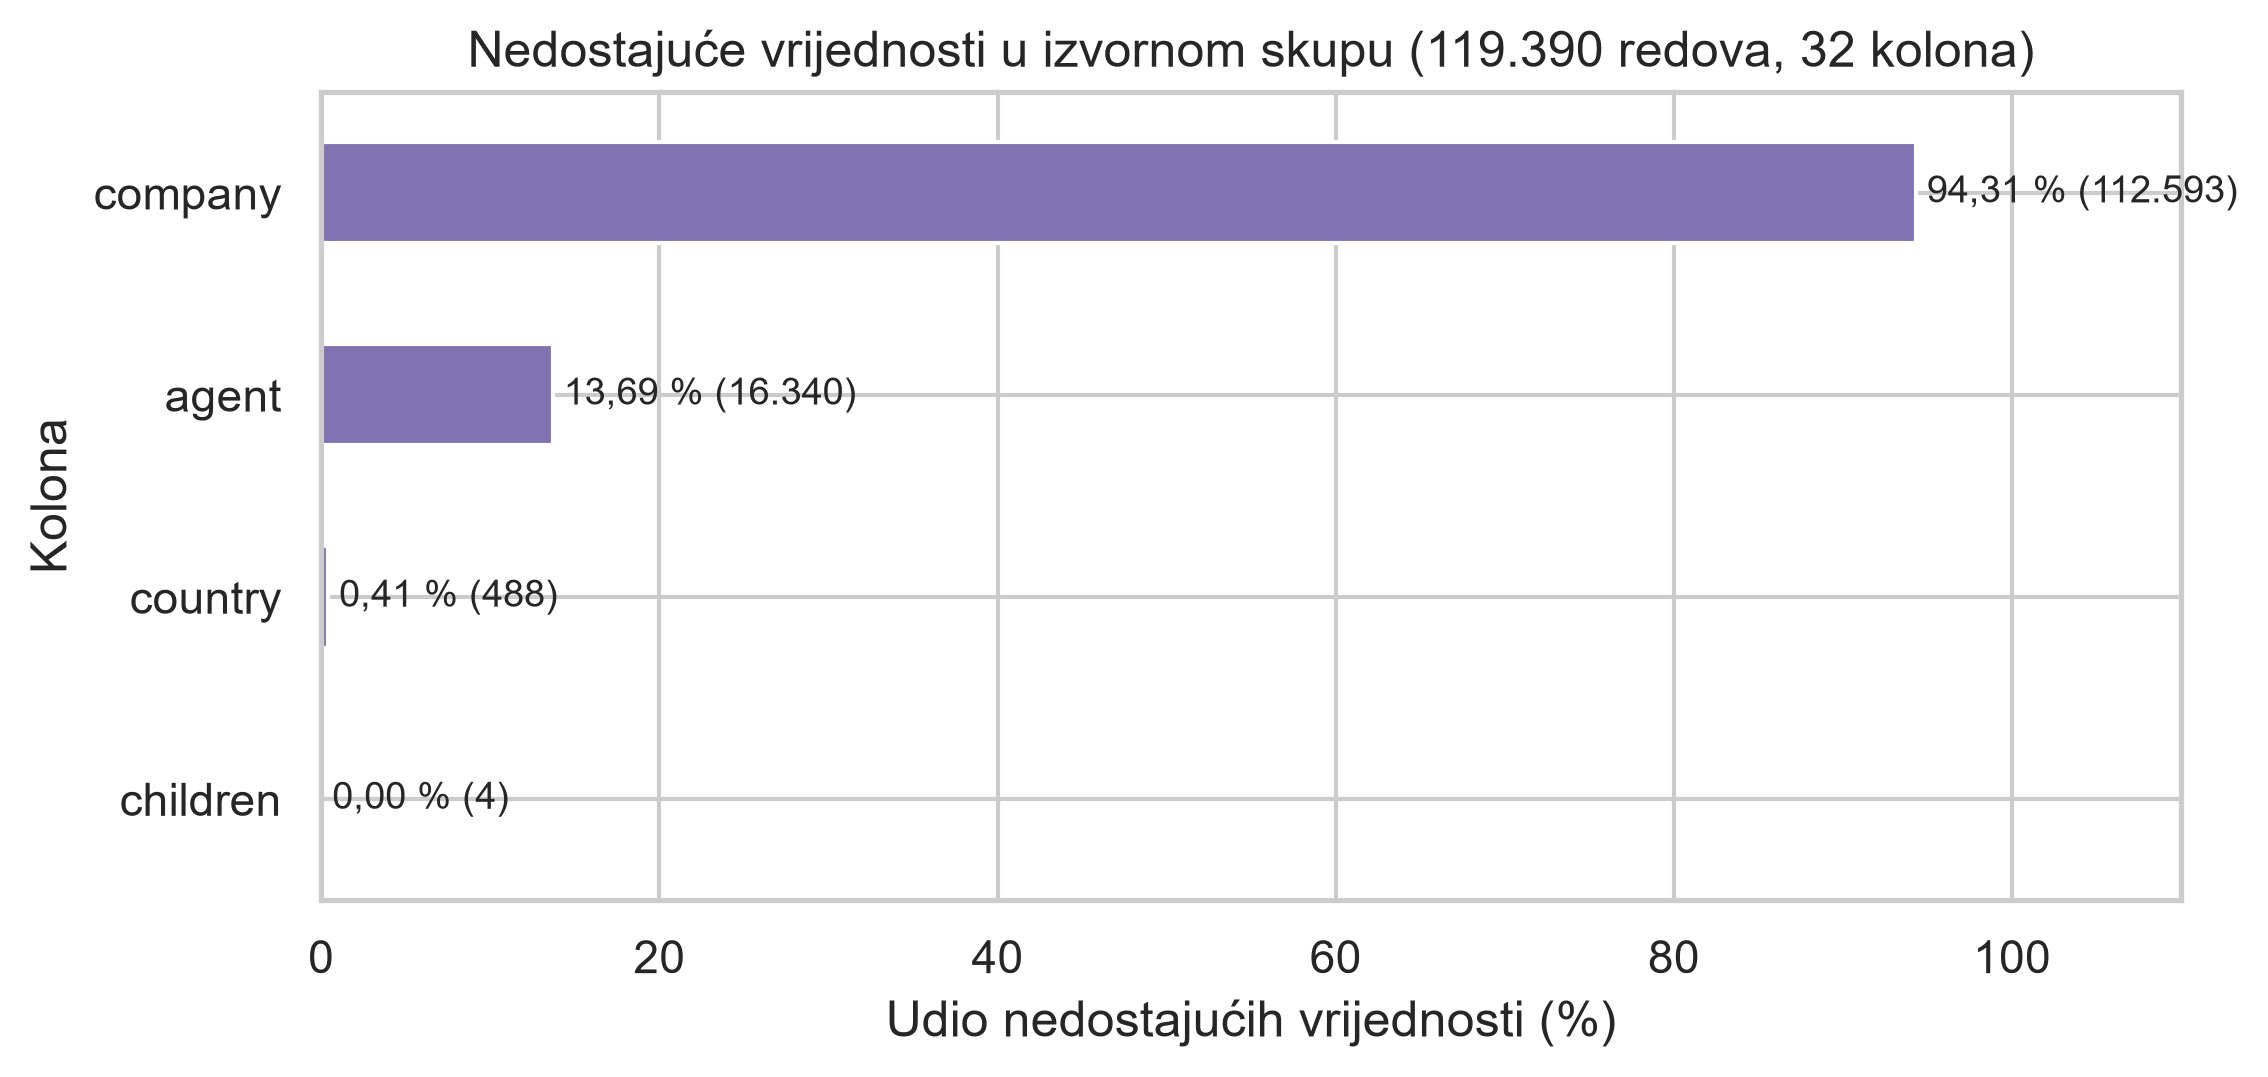 Nedostajuće vrijednosti u izvornom skupu (119.390 redova, 32 kolona)
company
94,31 % (112.593)
agent
13,69 % (16.340)
Kolona
country
0,41 % (488)
children
0,00 % (4)
0 20 40 60 80 100
Udio nedostajućih vrijednosti (%)